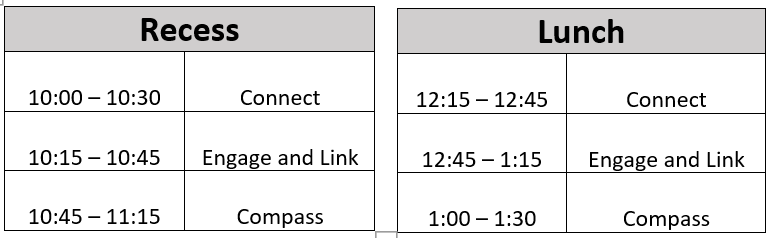 Recess
10:00 – 10:30 Connect
10:15 – 10:45 Engage and Link
10:45 – 11:15 Compass
Lunch
12:15 – 12:45 Connect
12:45 – 1:15 Engage and Link
1:00 – 1:30 Compass